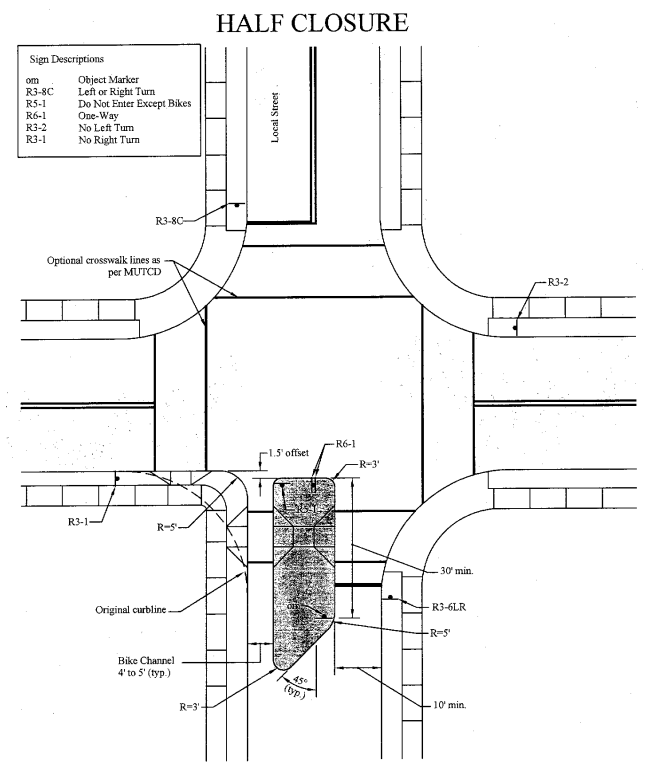 HALF CLOSURE
Sign Descriptions
om Object Marker
R3-8C Left or Right Turn
R5-1 Do Not Enter Except Bikes
R6-1 One-Way
R3-2 No Left Turn
R3-1 No Right Turn
Local Street
R3-8C
Optional crosswalk lines as
per MUTCD
R3-2
R6-1
1.5' offset
R=3'
R3-1
R=5'
30' min.
Original curbline
om
R3-6LR
R=5'
Bike Channel
4' to 5' (typ.)
45°
(typ.)
R=3'
10' min.